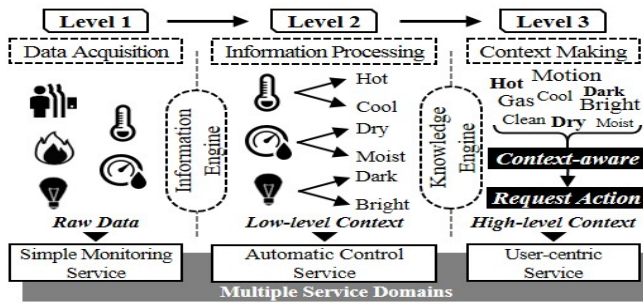 Level 1
Level 2
Level 3
Data Acquisition
Information Processing
Context Making
Information
Engine
Hot
Cool
Dry
Moist
Dark
Bright
Knowledge
Engine
Motion
Hot
Dark
Gas
Cool
Bright
Clean
Dry
Moist
Context-aware
Request Action
Raw Data
Low-level Context
High-level Context
Simple Monitoring
Service
Automatic Control
Service
User-centric
Service
Multiple Service Domains